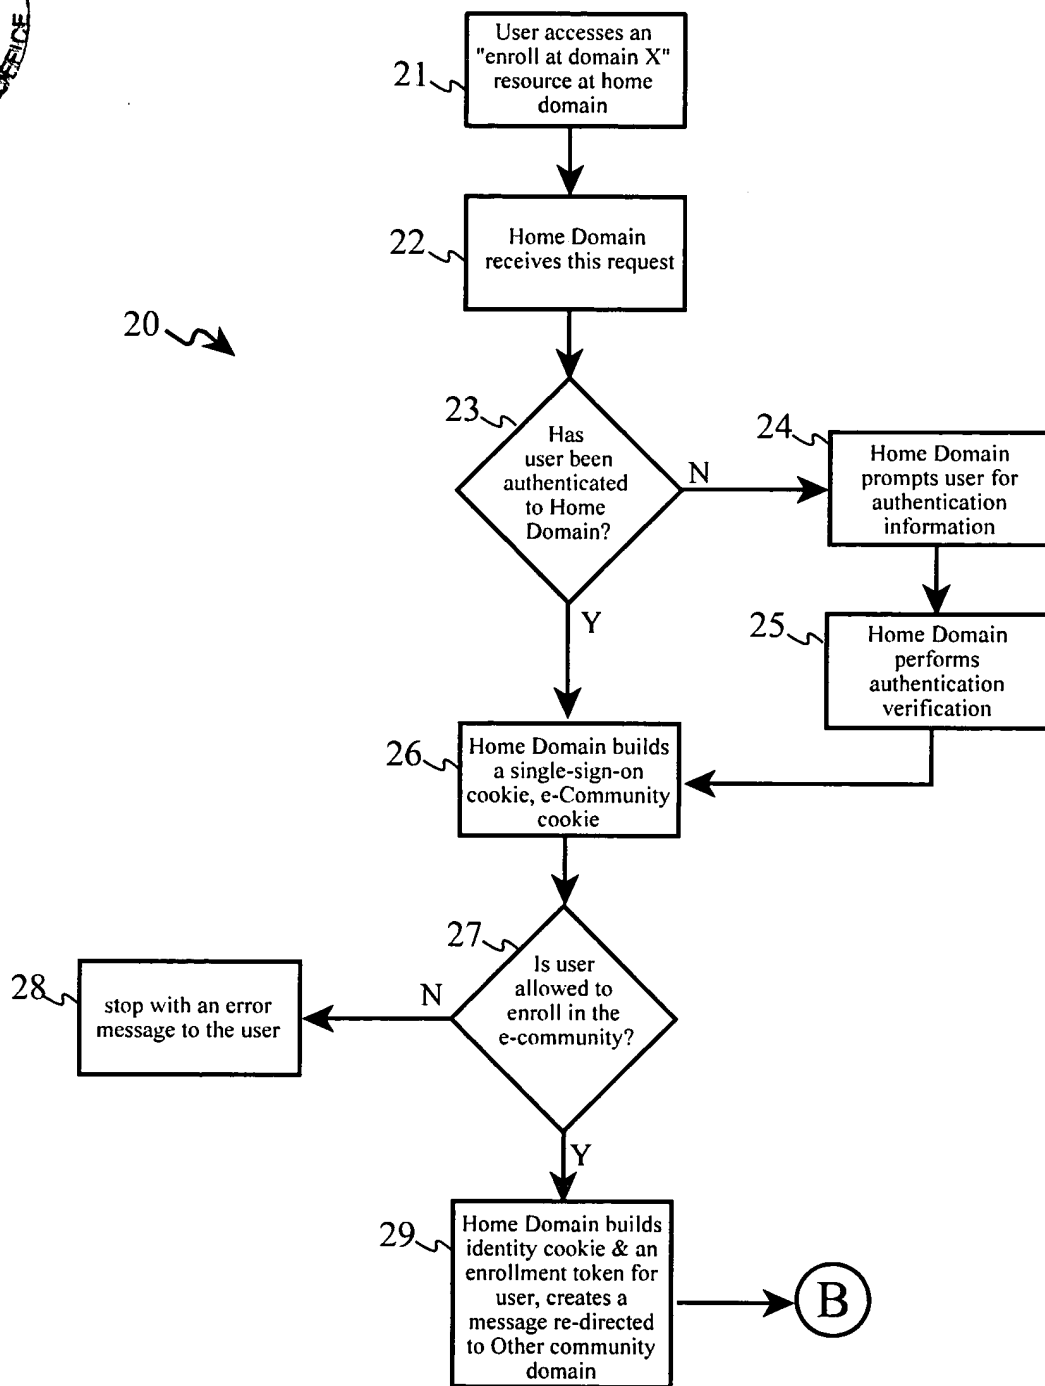 OFFICE
User accesses an
"enroll at domain X"
resource at home
domain
21
Home Domain
receives this request
22
20
23
Has
user been
authenticated
to Home
Domain?
N
Y
24
Home Domain
prompts user for
authentication
information
25
Home Domain
performs
authentication
verification
26
Home Domain builds
a single-sign-on
cookie, e-Community
cookie
27
Is user
allowed to
enroll in the
e-community?
N
Y
28
stop with an error
message to the user
29
Home Domain builds
identity cookie & an
enrollment token for
user, creates a
message re-directed
to Other community
domain
B